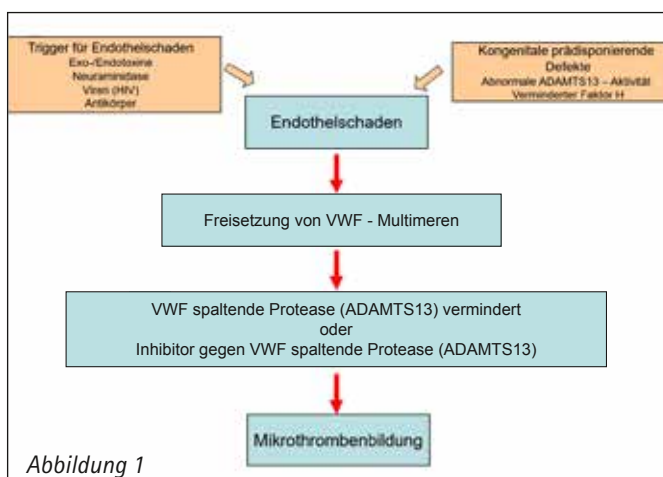 Trigger für Endothelschaden
Exo-/Endotoxine
Neuraminidase
Viren (HIV)
Antikörper
Kongenitale prädisponierende
Defekte
Abnormale ADAMTS13 – Aktivität
Verminderter Faktor H
Endothelschaden
Freisetzung von VWF - Multimeren
VWF spaltende Protease (ADAMTS13) vermindert
oder
Inhibitor gegen VWF spaltende Protease (ADAMTS13)
Mikrothrombenbildung
Abbildung 1